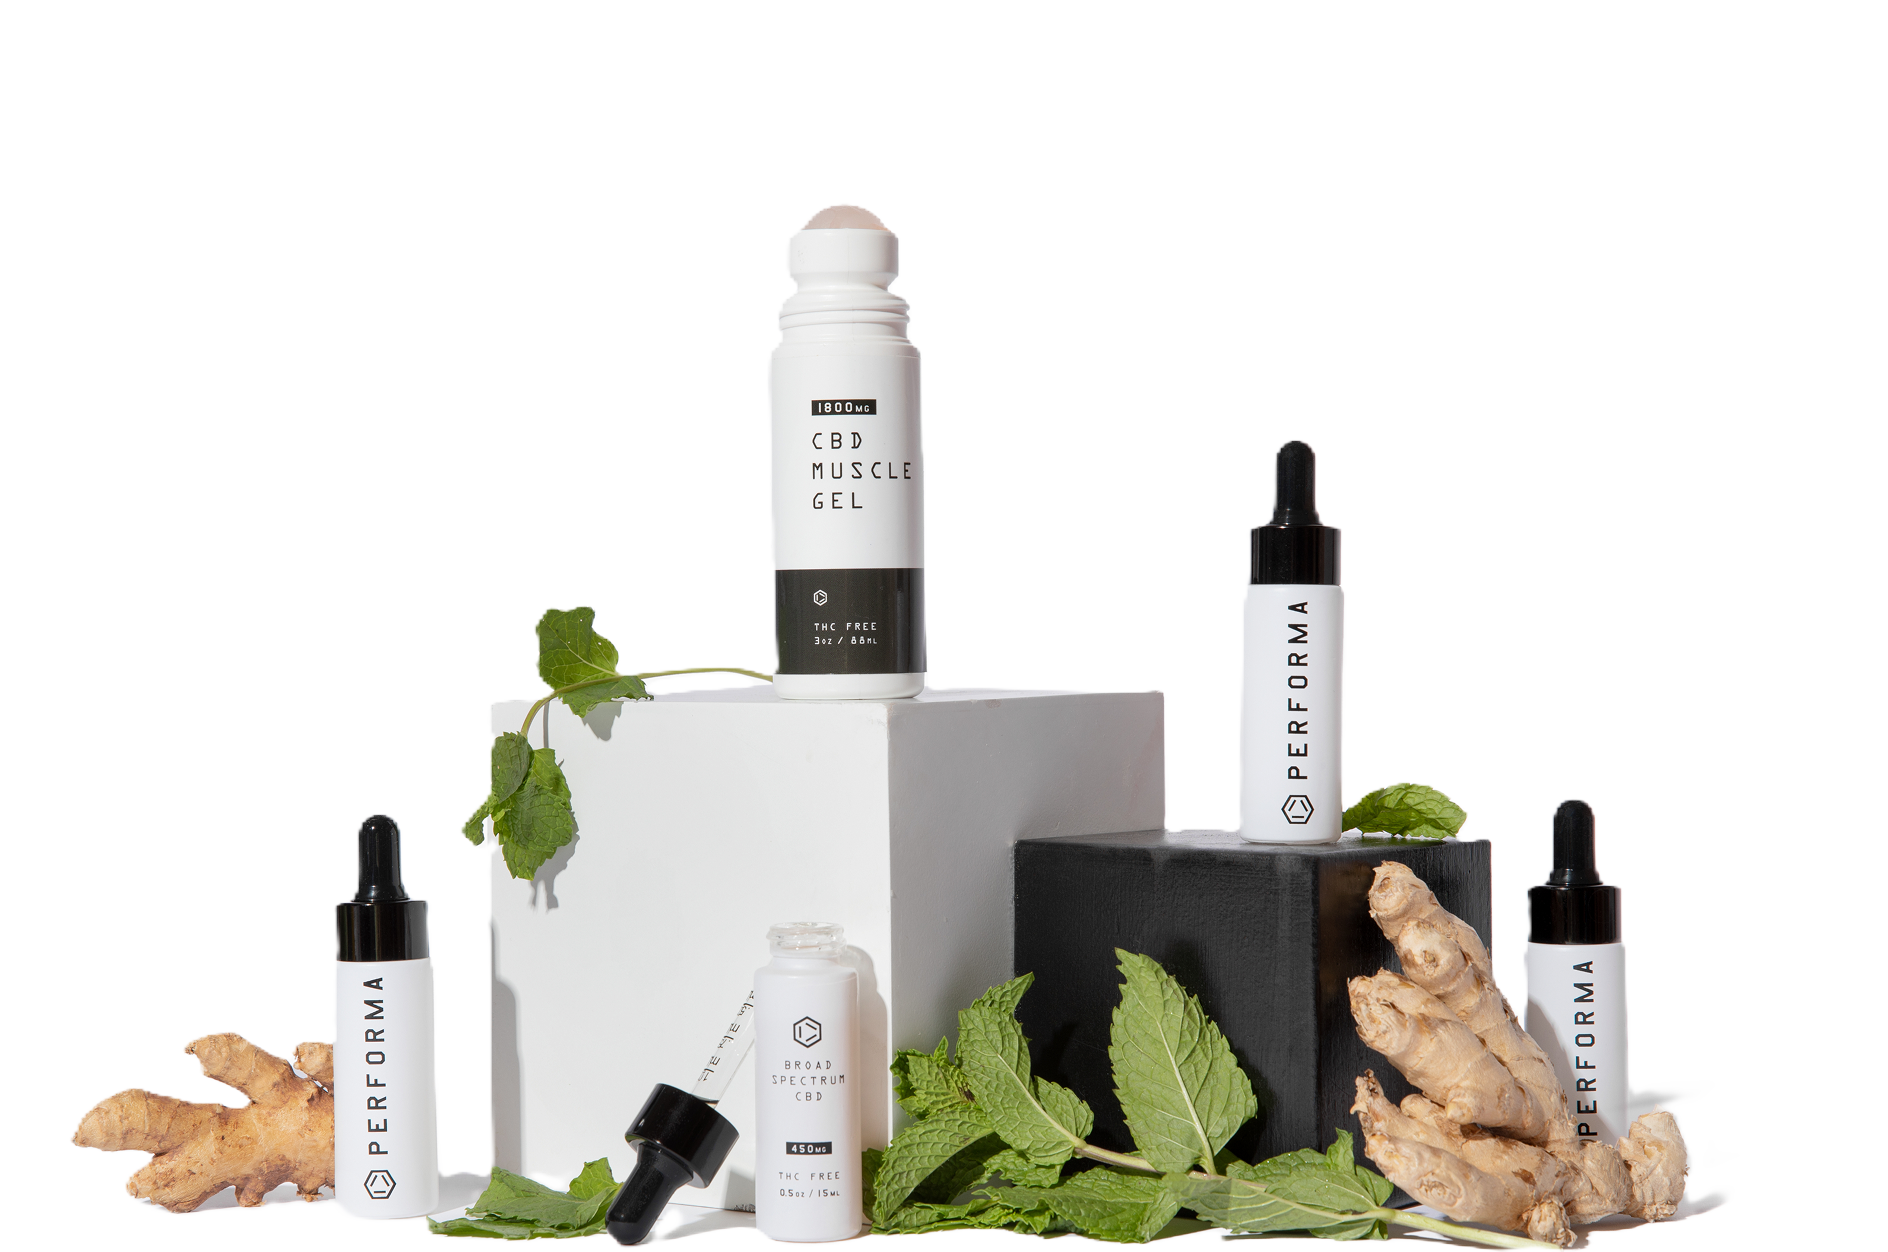 1800MG
CBD
MUSCLE
GEL
THC FREE
3OZ / 88ML
PERFORMA
PERFORMA
BROAD
SPECTRUM
CBD
450MG
THC FREE
0.5OZ / 15ML
PERFORMA